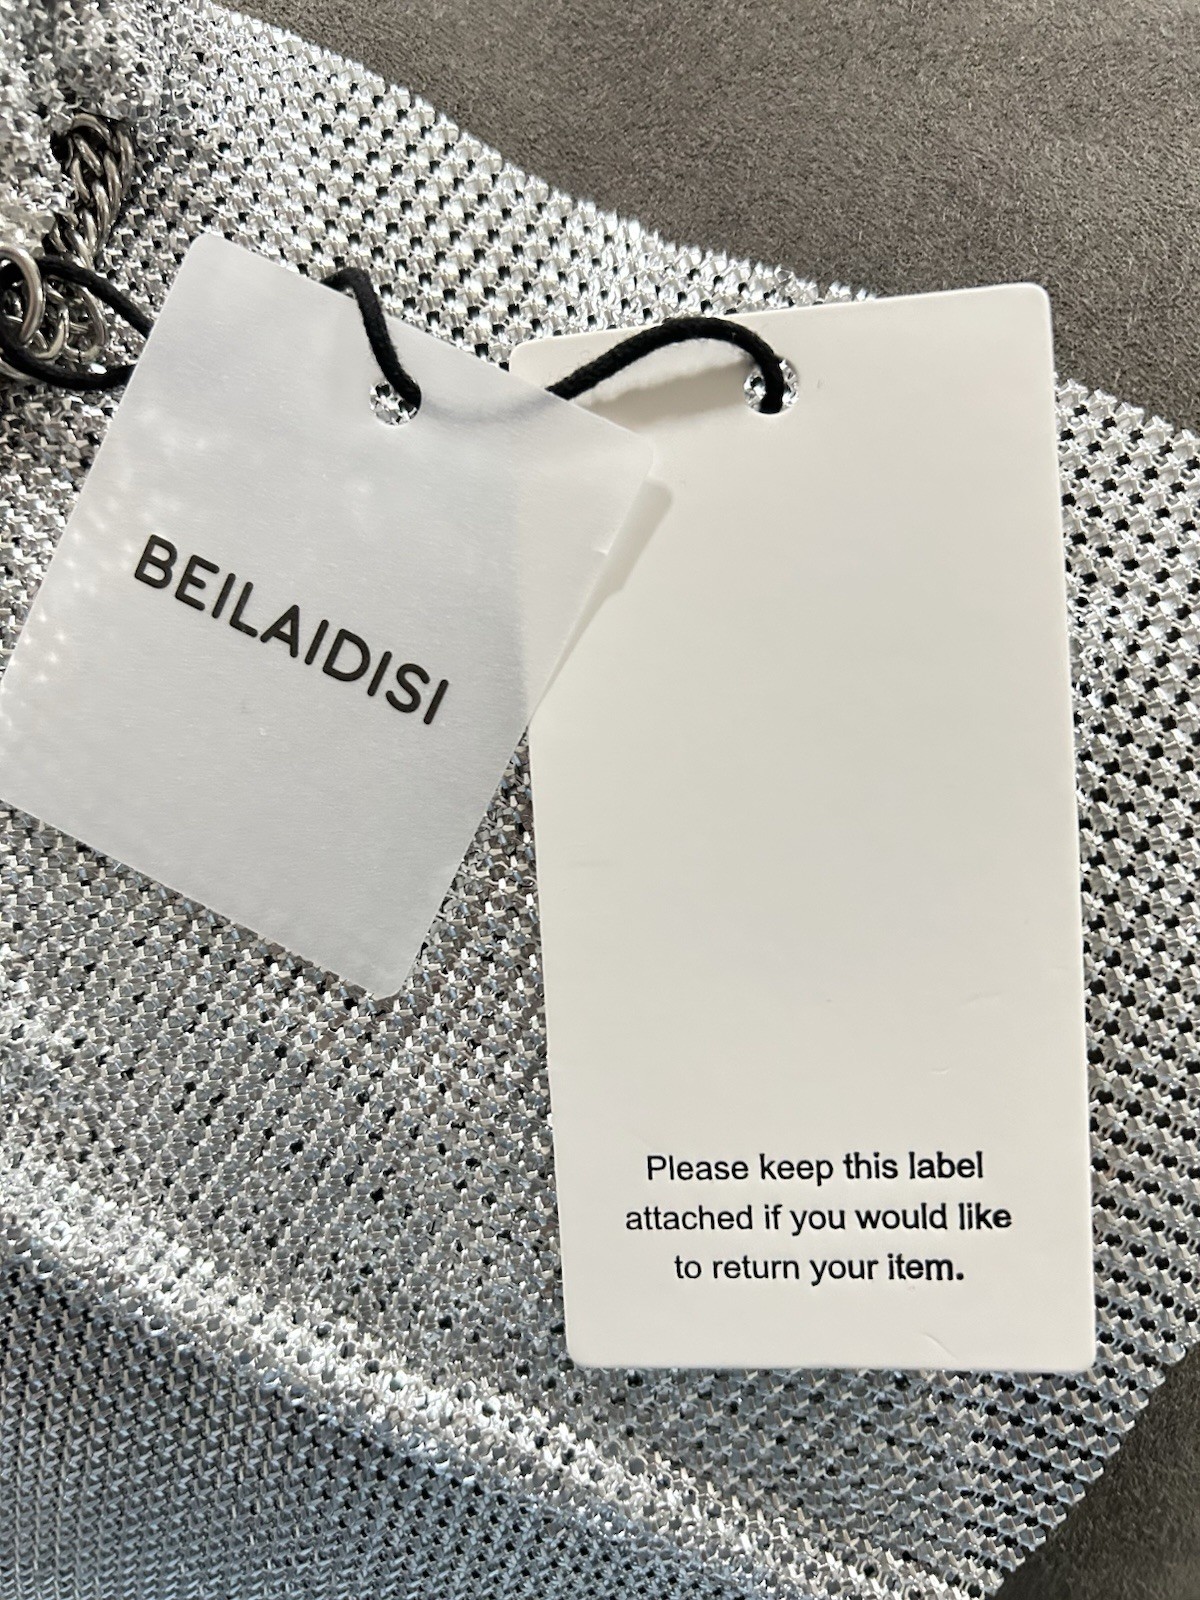 BEILAIDISI
Please keep this label
attached if you would like
to return your item.